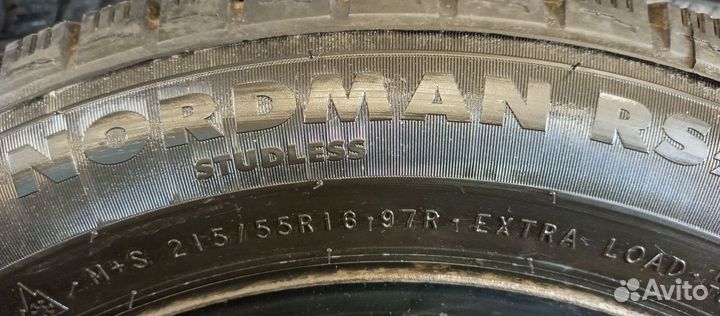 NORDMAN RS
STUDLESS
M+S 215/55R16 97R EXTRA LOAD
Avito